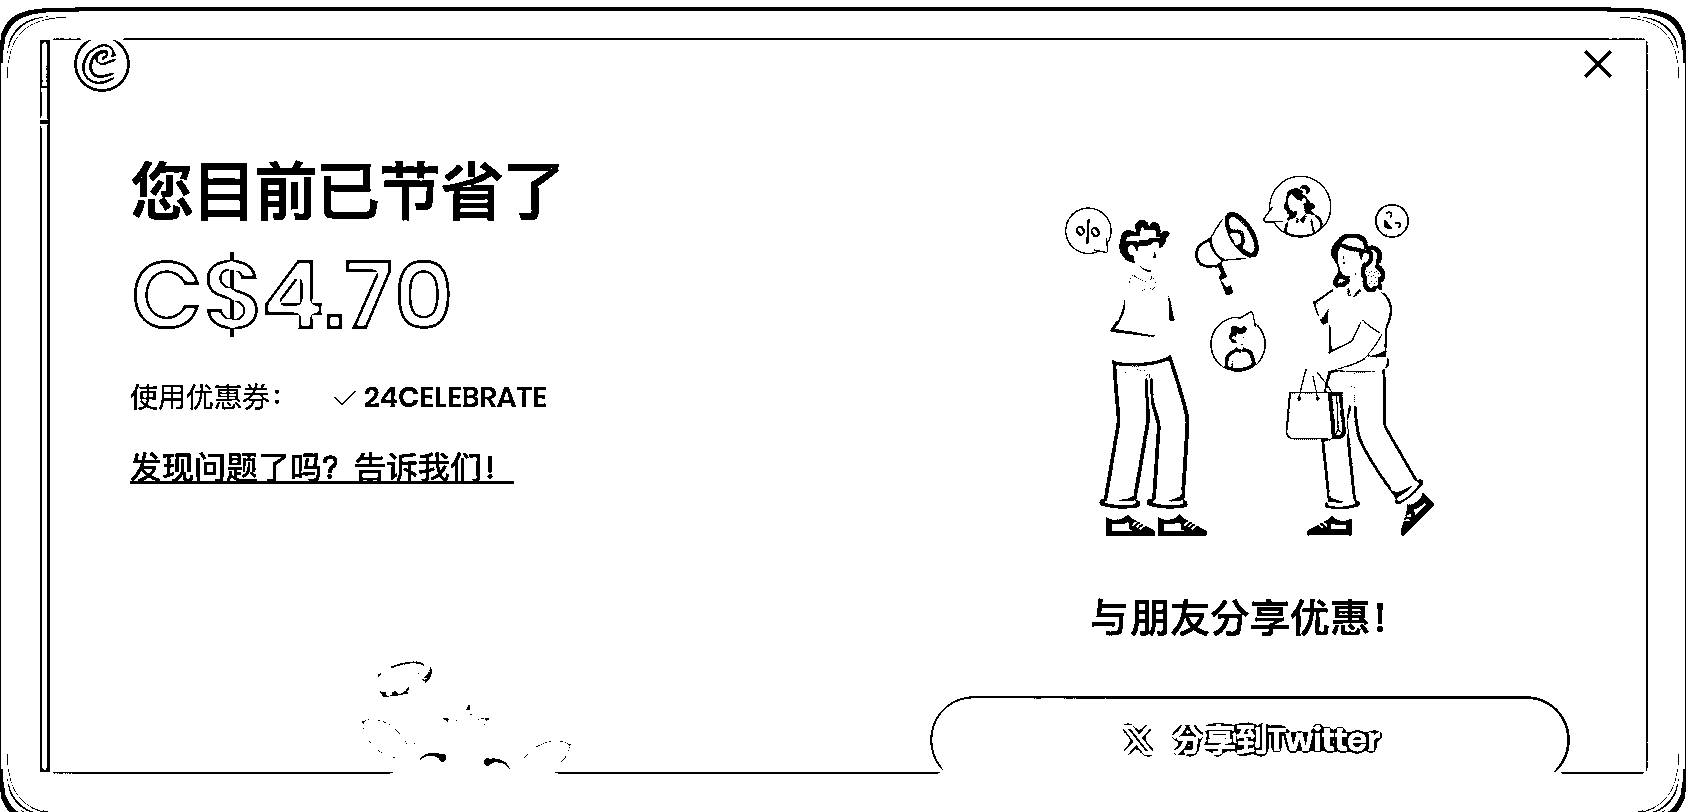 您目前已节省了
C$4.70
使用优惠券： 24CELEBRATE
发现问题了吗？告诉我们！
%
与朋友分享优惠！
X 分享到Twitter